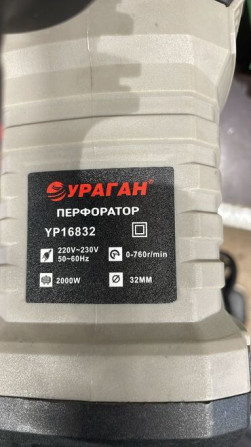 УРАГАН
ПЕРФОРАТОР
YP16832
220V~230V
50~60Hz
0-760r/min
2000W
32MM